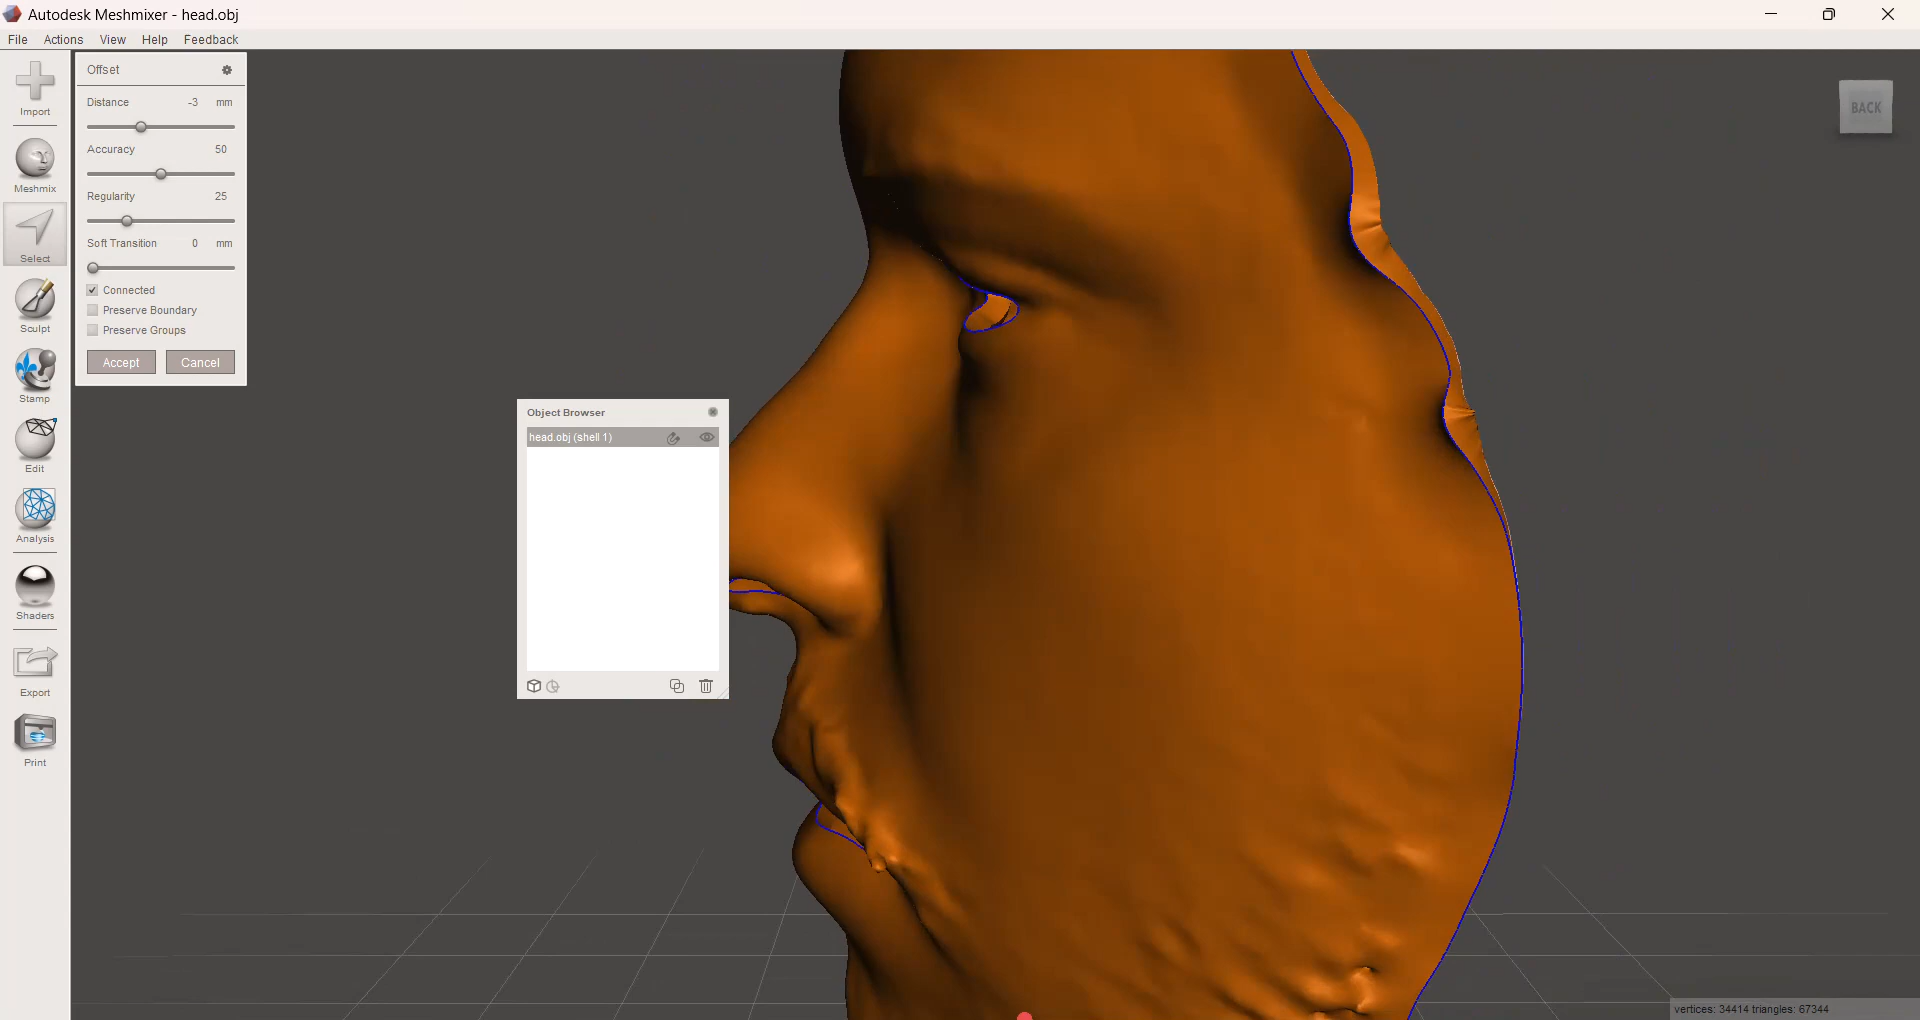 Autodesk Meshmixer - head.obj
File Actions View Help Feedback
Import
Meshmix
Select
Sculpt
Stamp
Edit
Analysis
Shaders
Export
Print
Offset
Distance -3 mm
Accuracy 50
Regularity 25
Soft Transition 0 mm
Connected
Preserve Boundary
Preserve Groups
Accept Cancel
Object Browser
head.obj (shell 1)
BACK
vertices: 34414 triangles: 67344